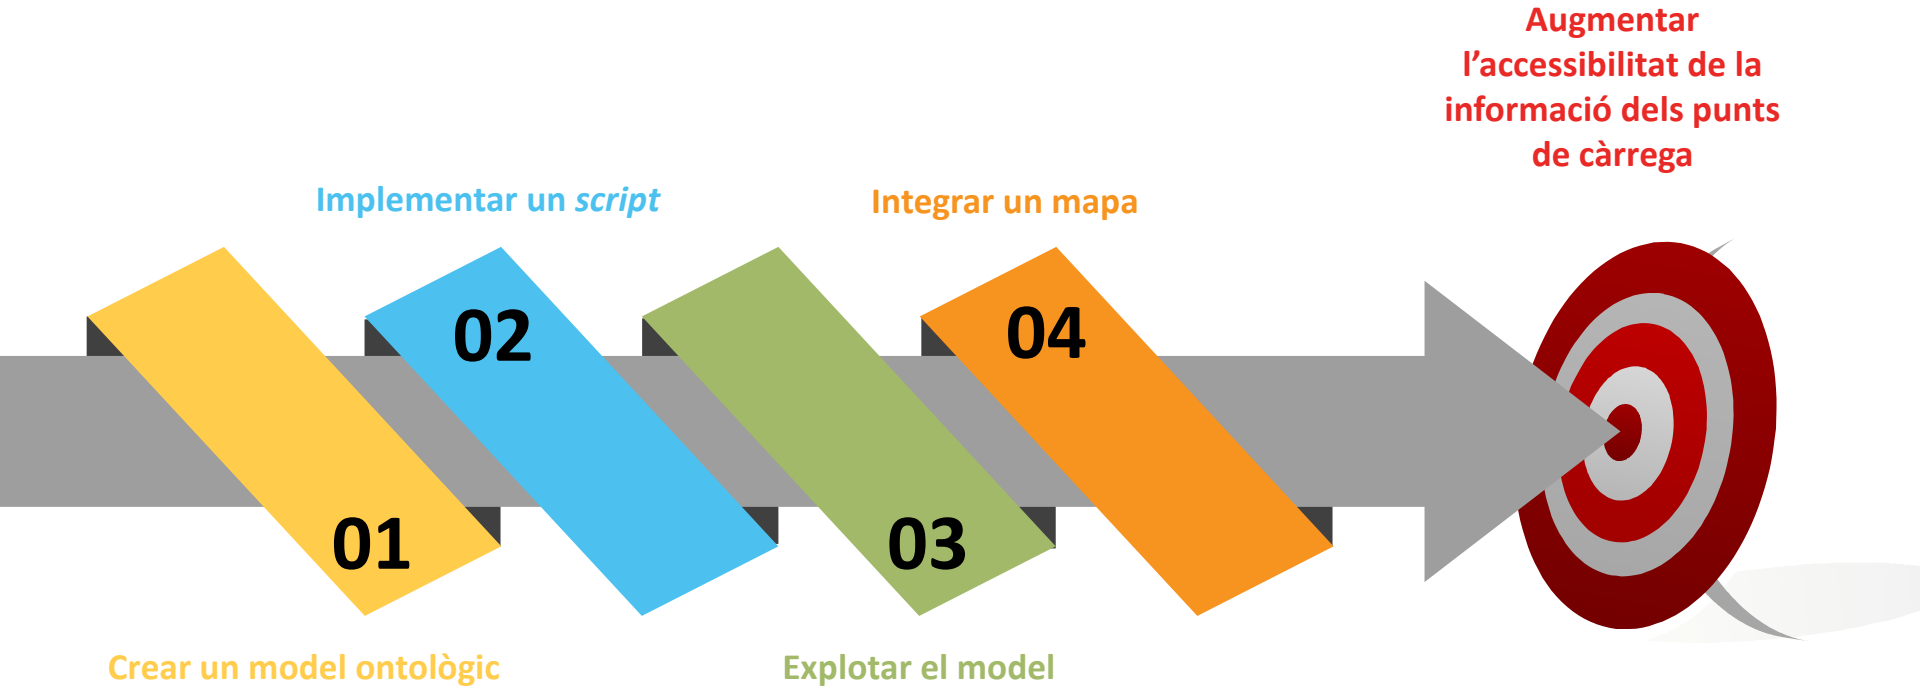 Augmentar
l’accessibilitat de la
informació dels punts
de càrrega
Implementar un script
Integrar un mapa
02
04
01
03
Crear un model ontològic
Explotar el model